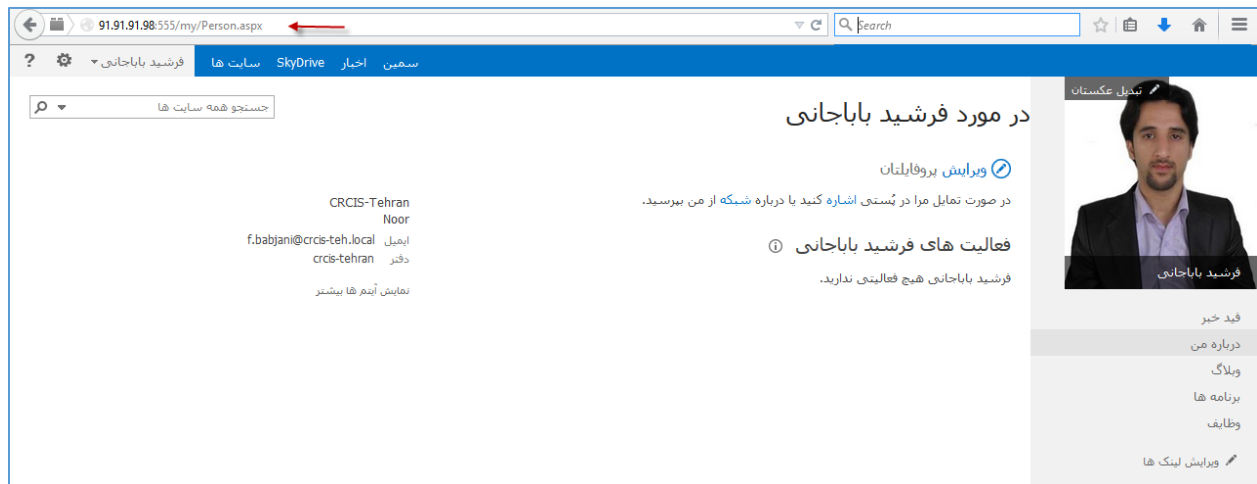 91.91.91.98:555/my/Person.aspx
Search
سمین اخبار SkyDrive سایت ها فرشید باباجانی ?
تبدیل عکستان
جستجو همه سایت ها
در مورد فرشید باباجانی
ویرایش پروفایلتان
در صورت تمایل مرا در پُستی اشاره کنید یا درباره شبکه از من بپرسید.
CRCIS-Tehran
Noor
ایمیل f.babjani@crcis-teh.local
دفتر crcis-tehran
نمایش آیتم ها بیشتر
فعالیت های فرشید باباجانی
فرشید باباجانی هیچ فعالیتی ندارید.
فرشید باباجانی
فید خبر
درباره من
وبلاگ
برنامه ها
وظایف
ویرایش لینک ها